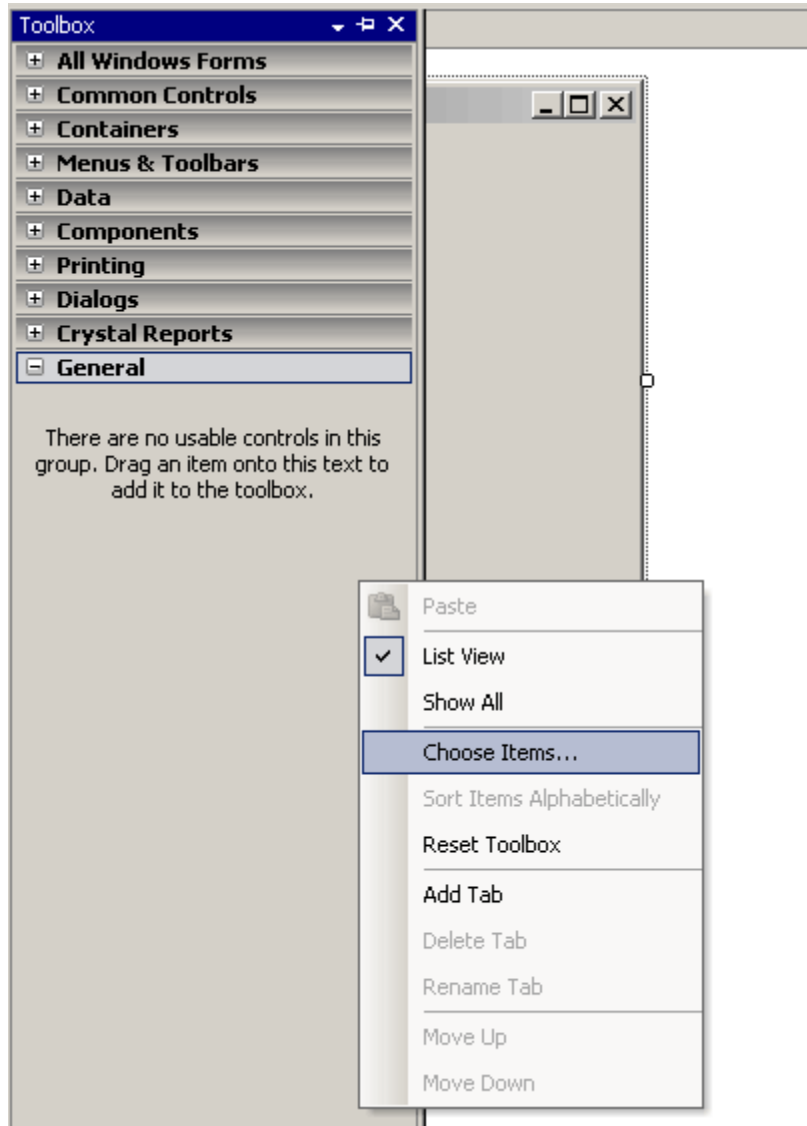 Toolbox
All Windows Forms
Common Controls
Containers
Menus & Toolbars
Data
Components
Printing
Dialogs
Crystal Reports
General
There are no usable controls in this
group. Drag an item onto this text to
add it to the toolbox.
Paste
List View
Show All
Choose Items...
Sort Items Alphabetically
Reset Toolbox
Add Tab
Delete Tab
Rename Tab
Move Up
Move Down